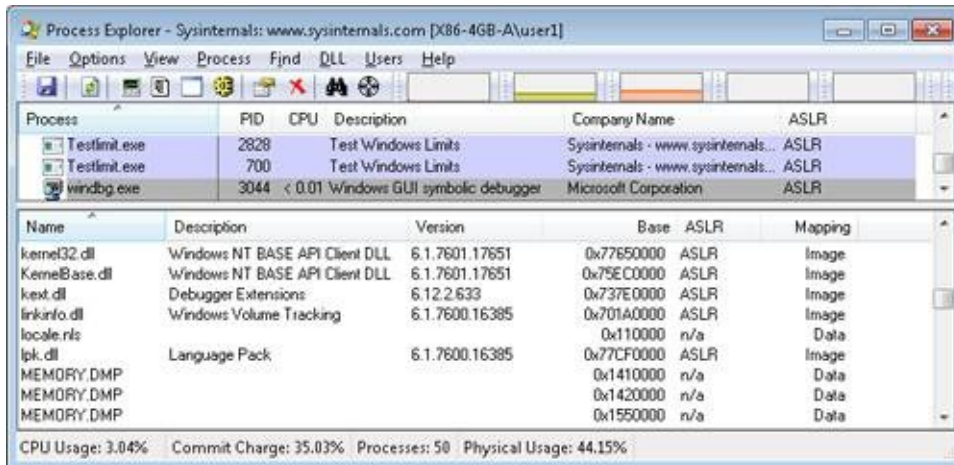 Process Explorer - Sysinternals: www.sysinternals.com [X86-4GB-A\user1]
File Options View Process Find DLL Users Help
Process PID CPU Description Company Name ASLR
Testlimit.exe 2828 Test Windows Limits Sysinternals - www.sysinternals... ASLR
Testlimit.exe 700 Test Windows Limits Sysinternals - www.sysinternals... ASLR
windbg.exe 3044 < 0.01 Windows GUI symbolic debugger Microsoft Corporation ASLR
Name Description Version Base ASLR Mapping
kernel32.dll Windows NT BASE API Client DLL 6.1.7601.17651 0x77650000 ASLR Image
KernelBase.dll Windows NT BASE API Client DLL 6.1.7601.17651 0x75EC0000 ASLR Image
kext.dll Debugger Extensions 6.12.2.633 0x737E0000 ASLR Image
linkinfo.dll Windows Volume Tracking 6.1.7600.16385 0x701A0000 ASLR Image
locale.nls 0x110000 n/a Data
lpk.dll Language Pack 6.1.7600.16385 0x77CF0000 ASLR Image
MEMORY.DMP 0x1410000 n/a Data
MEMORY.DMP 0x1420000 n/a Data
MEMORY.DMP 0x1550000 n/a Data
CPU Usage: 3.04% Commit Charge: 35.03% Processes: 50 Physical Usage: 44.15%